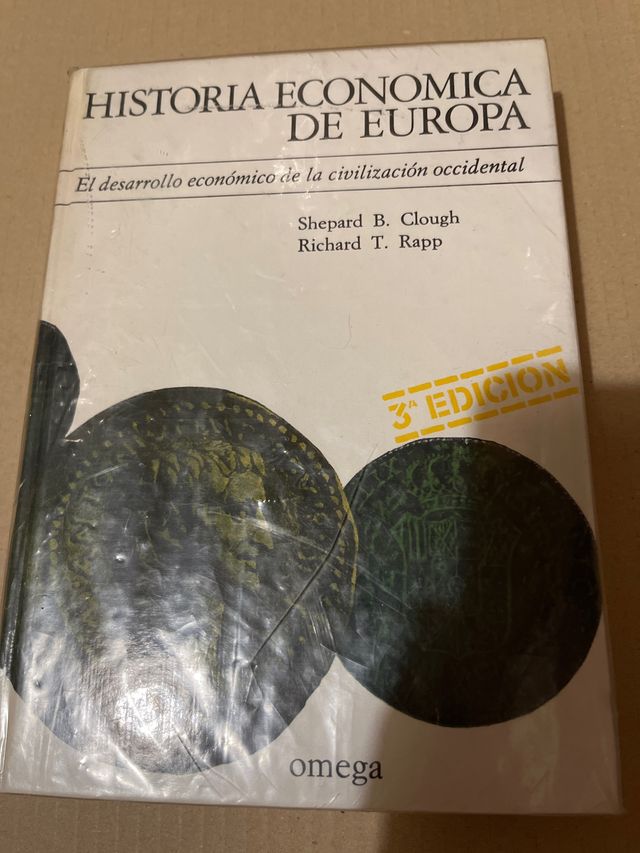 HISTORIA ECONOMICA
DE EUROPA
El desarrollo económico de la civilización occidental
Shepard B. Clough
Richard T. Rapp
3ª EDICION
omega